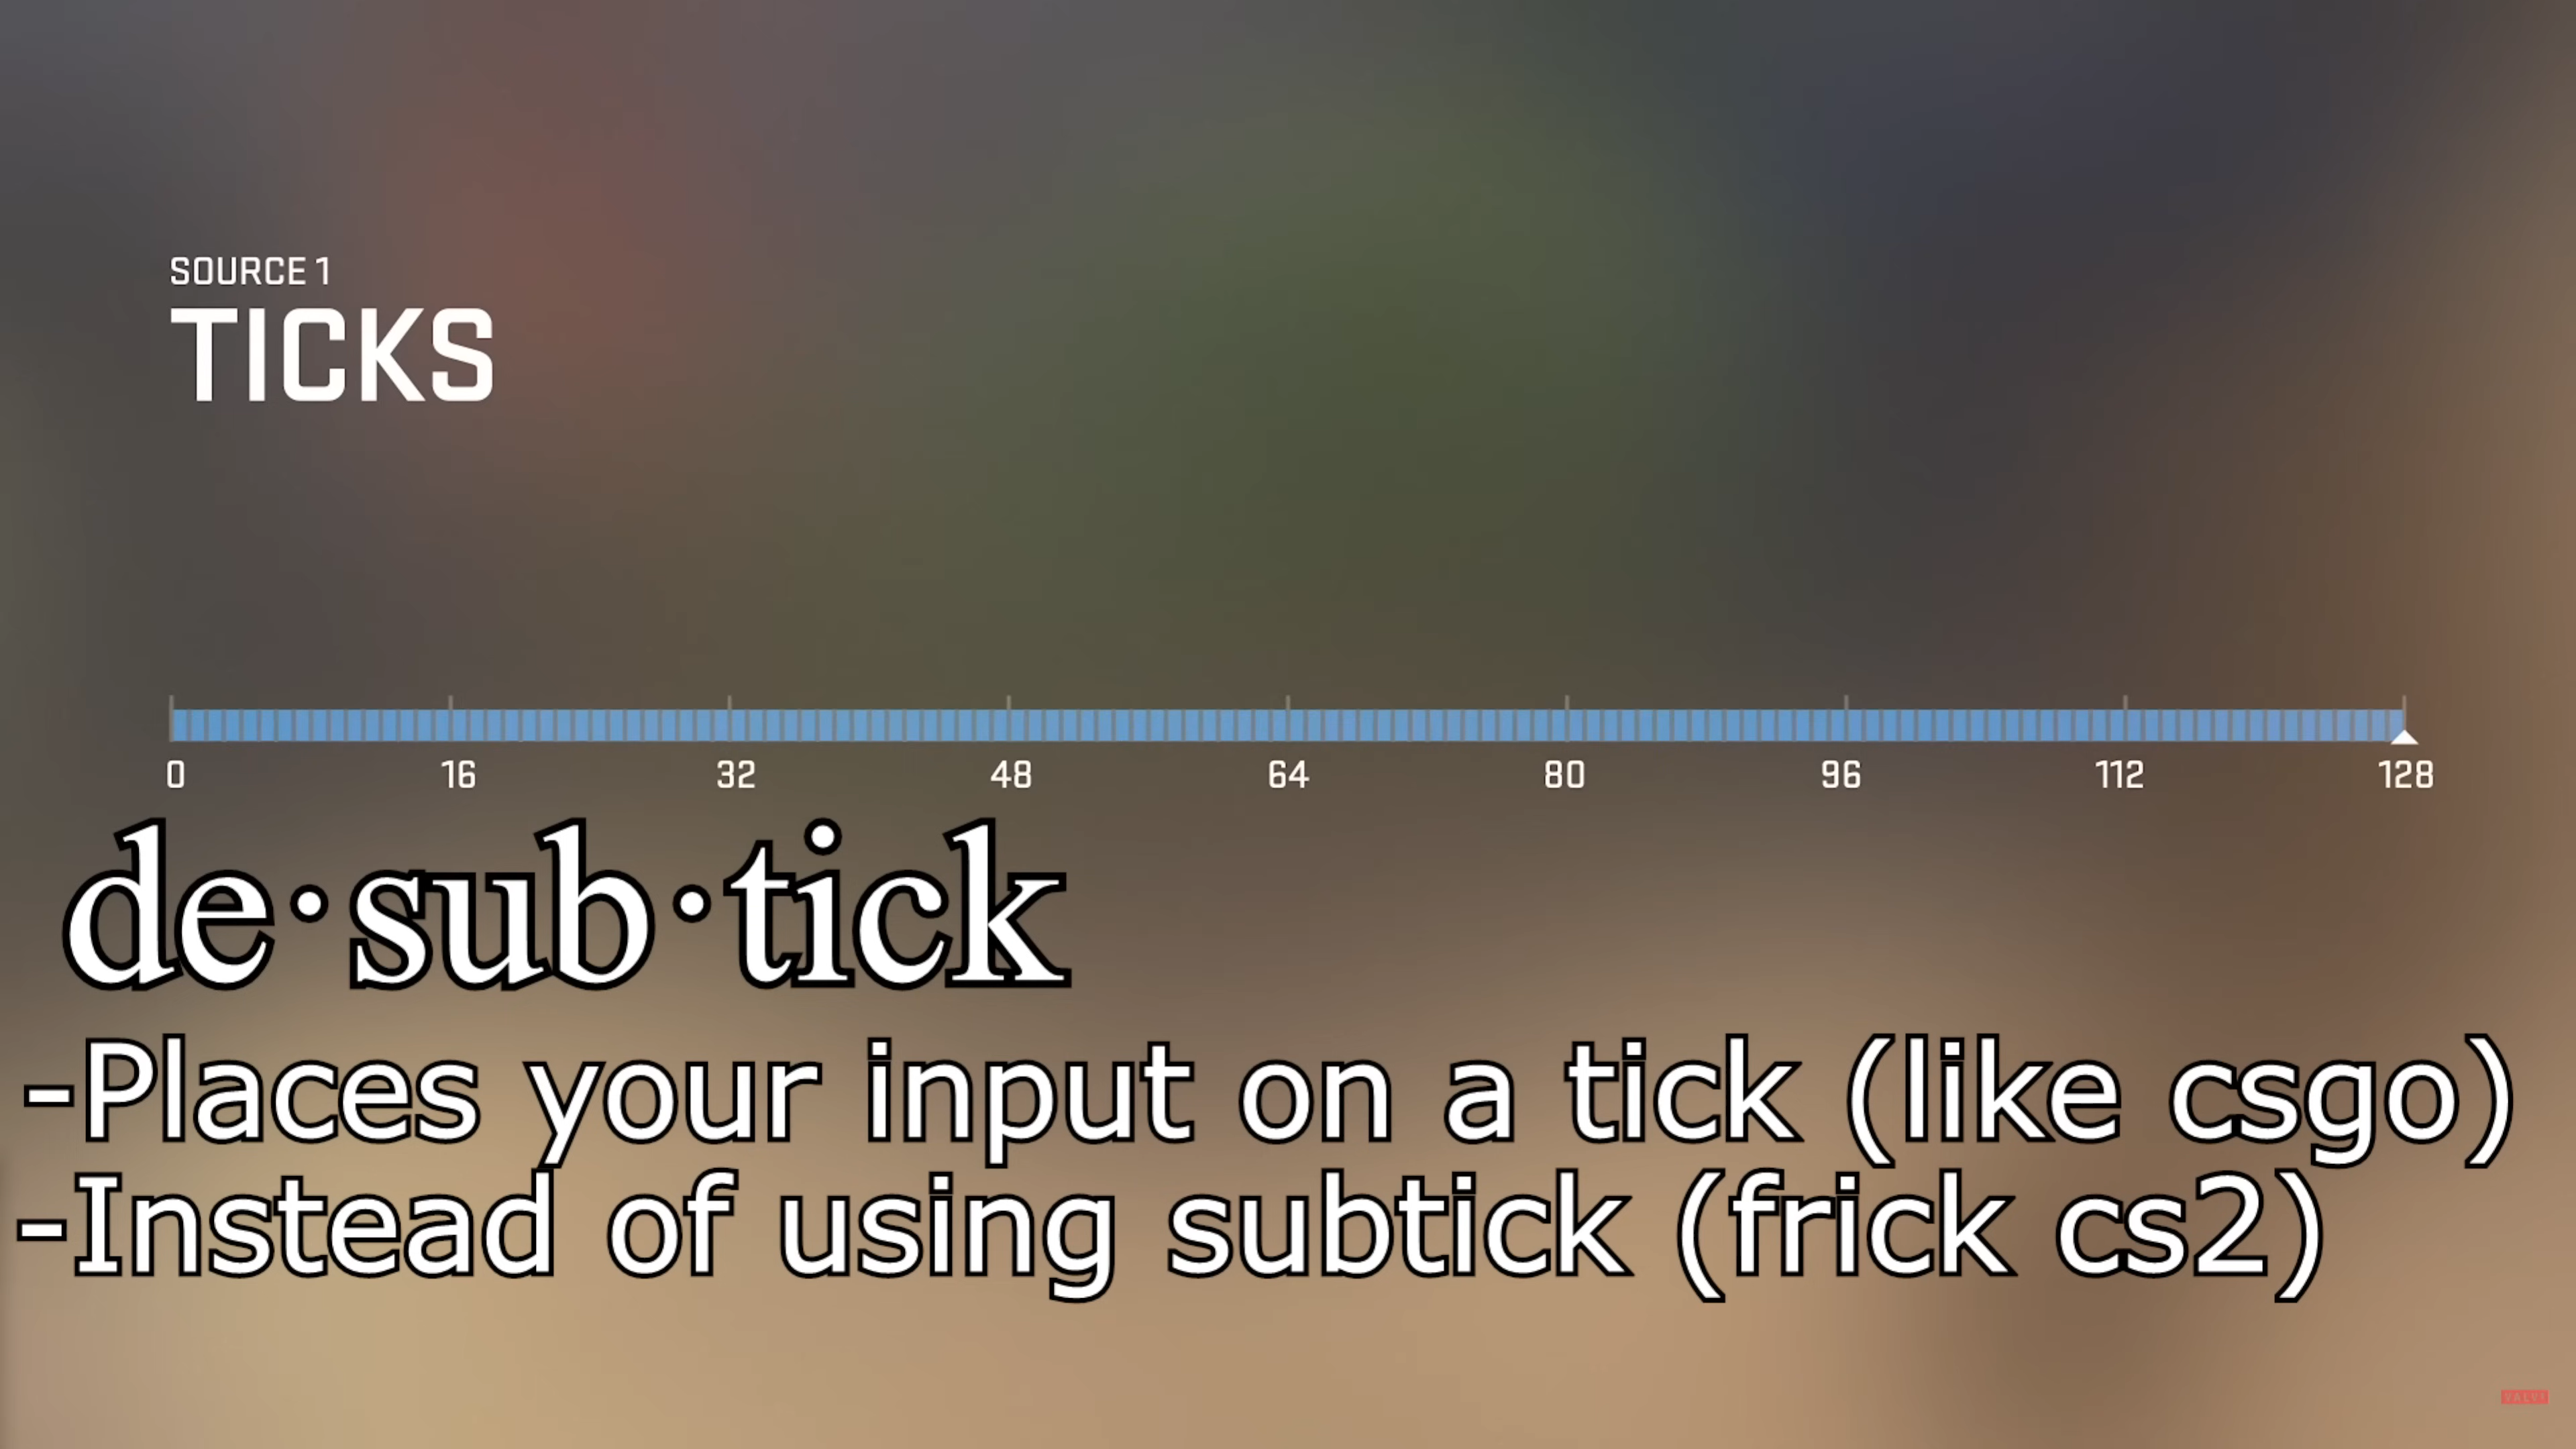 SOURCE 1
TICKS
0 16 32 48 64 80 96 112 128
de·sub·tick
-Places your input on a tick (like csgo)
-Instead of using subtick (frick cs2)
VALVE